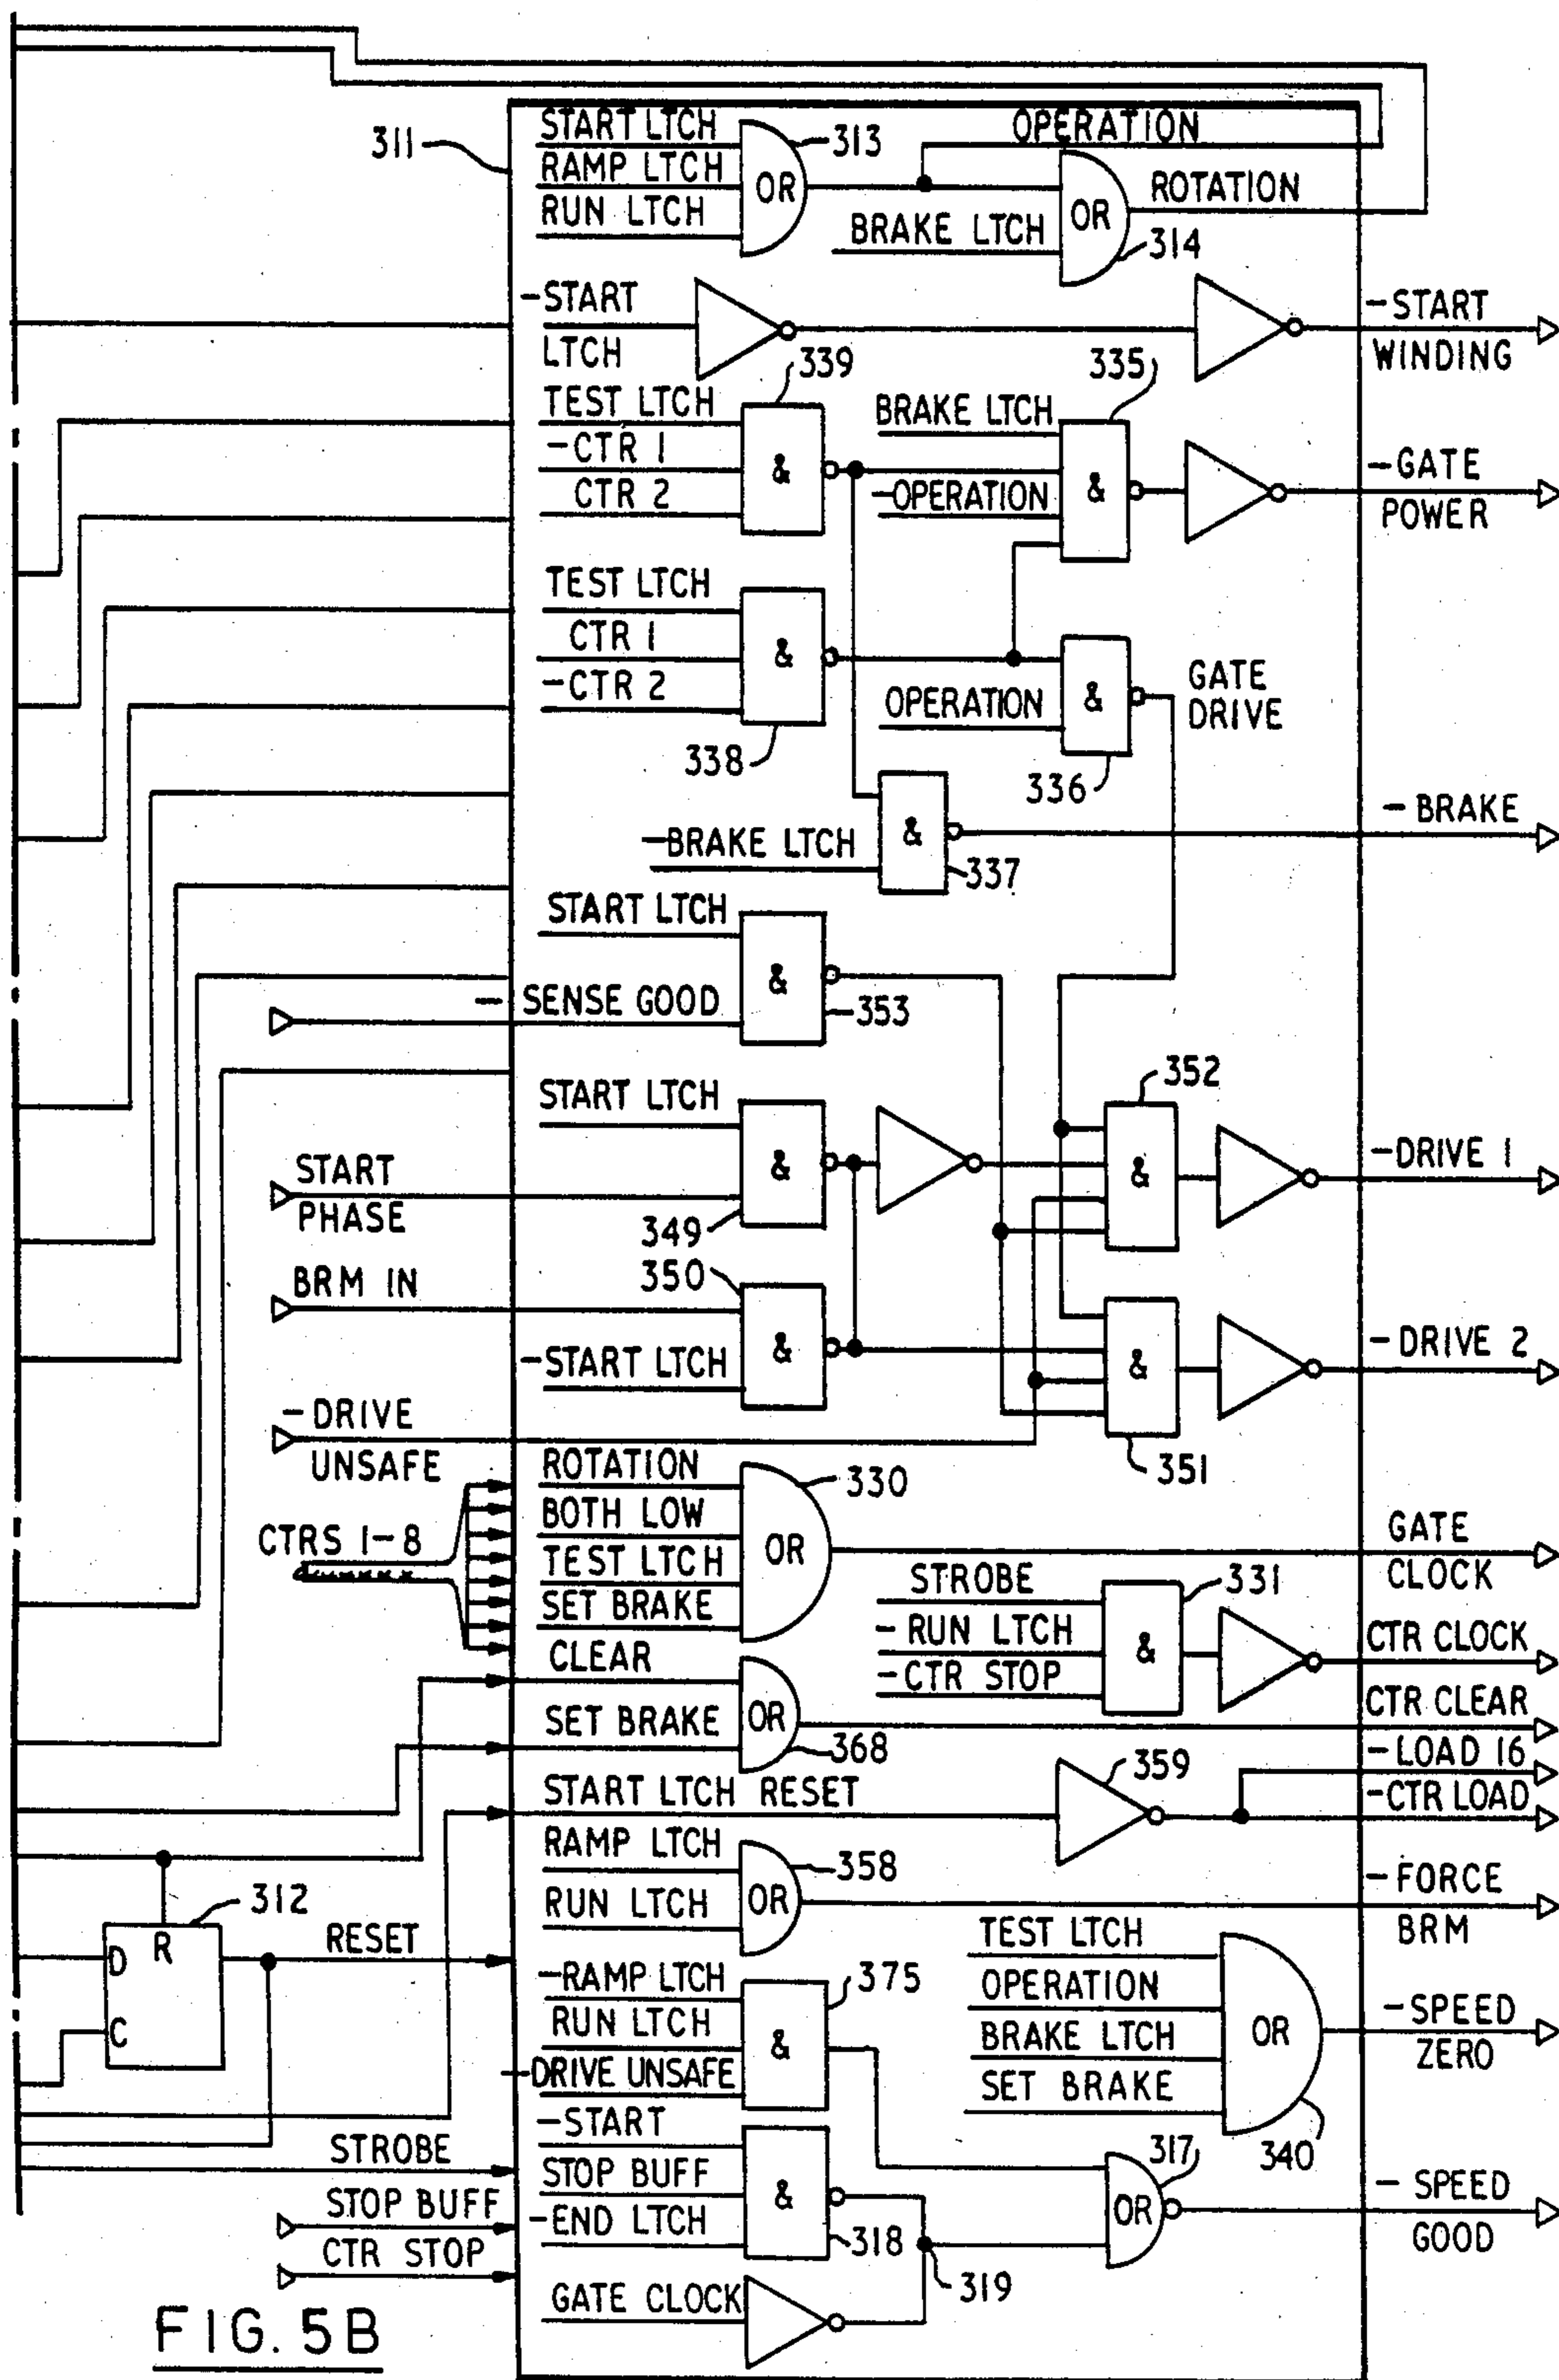 311
START LTCH
RAMP LTCH
RUN LTCH
OR
313
OPERATION
BRAKE LTCH
OR
ROTATION
314
-START
LTCH
-START
WINDING
339
TEST LTCH
-CTR 1
CTR 2
&
335
BRAKE LTCH
-OPERATION
&
-GATE
POWER
TEST LTCH
CTR 1
-CTR 2
&
338
OPERATION
&
336
GATE
DRIVE
-BRAKE LTCH
&
337
- BRAKE
START LTCH
- SENSE GOOD
&
353
START LTCH
START
PHASE
&
349
352
&
-DRIVE 1
BRM IN
350
-START LTCH
&
&
351
-DRIVE 2
-DRIVE
UNSAFE
CTRS 1-8
ROTATION
BOTH LOW
TEST LTCH
SET BRAKE
OR
330
GATE
CLOCK
STROBE
-RUN LTCH
-CTR STOP
&
331
CTR CLOCK
CLEAR
SET BRAKE
OR
368
CTR CLEAR
START LTCH RESET
359
-LOAD 16
-CTR LOAD
RAMP LTCH
RUN LTCH
OR
358
-FORCE
BRM
312
D
R
C
RESET
-RAMP LTCH
RUN LTCH
-DRIVE UNSAFE
&
375
TEST LTCH
OPERATION
BRAKE LTCH
SET BRAKE
OR
340
-SPEED
ZERO
-START
STOP BUFF
-END LTCH
&
318
317
OR
- SPEED
GOOD
319
GATE CLOCK
STROBE
STOP BUFF
CTR STOP
FIG. 5B